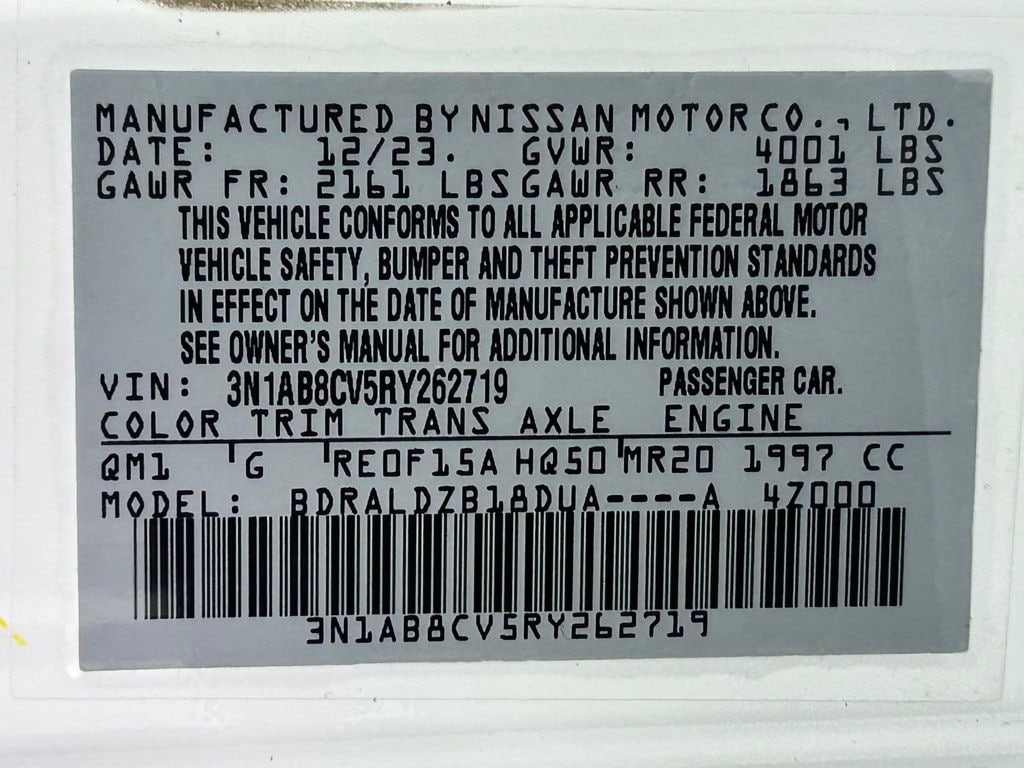 MANUFACTURED BY NISSAN MOTOR CO., LTD.
DATE: 12/23. GVWR: 4001 LBS
GAWR FR: 2161 LBS GAWR RR: 1863 LBS
THIS VEHICLE CONFORMS TO ALL APPLICABLE FEDERAL MOTOR
VEHICLE SAFETY, BUMPER AND THEFT PREVENTION STANDARDS
IN EFFECT ON THE DATE OF MANUFACTURE SHOWN ABOVE.
SEE OWNER'S MANUAL FOR ADDITIONAL INFORMATION.
VIN: 3N1AB8CV5RY262719 PASSENGER CAR.
COLOR TRIM TRANS AXLE ENGINE
QM1 G RE0F15A HQ50 MR20 1997 CC
MODEL: BDRALDZB18DUA----A 4Z000
3N1AB8CV5RY262719